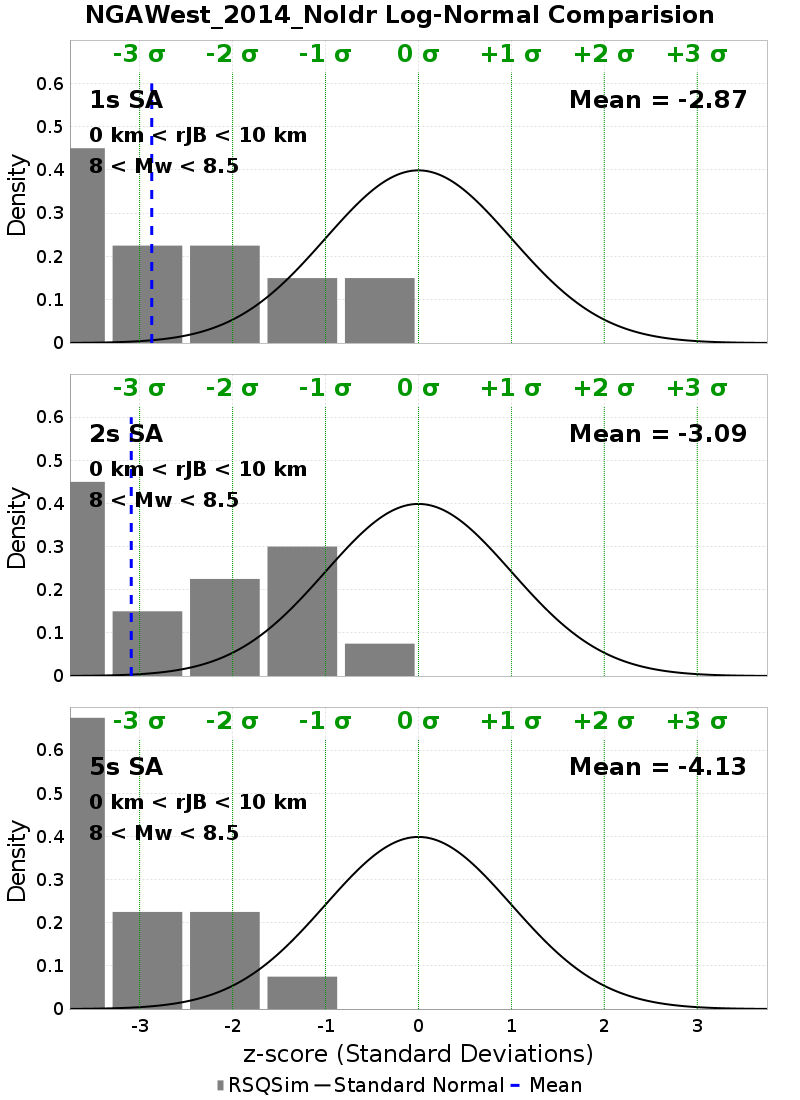 NGAWest_2014_NoIdr Log-Normal Comparision
-3 σ -2 σ -1 σ 0 σ +1 σ +2 σ +3 σ
0.6
1s SA Mean = -2.87
0.5
0 km < rJB < 10 km
8 < Mw < 8.5
0.4
0.3
0.2
0.1
0
Density
-3 σ -2 σ -1 σ 0 σ +1 σ +2 σ +3 σ
0.6
2s SA Mean = -3.09
0.5
0 km < rJB < 10 km
8 < Mw < 8.5
0.4
0.3
0.2
0.1
0
Density
-3 σ -2 σ -1 σ 0 σ +1 σ +2 σ +3 σ
0.6
5s SA Mean = -4.13
0.5
0 km < rJB < 10 km
8 < Mw < 8.5
0.4
0.3
0.2
0.1
0
Density
-3 -2 -1 0 1 2 3
z-score (Standard Deviations)
RSQSim Standard Normal Mean